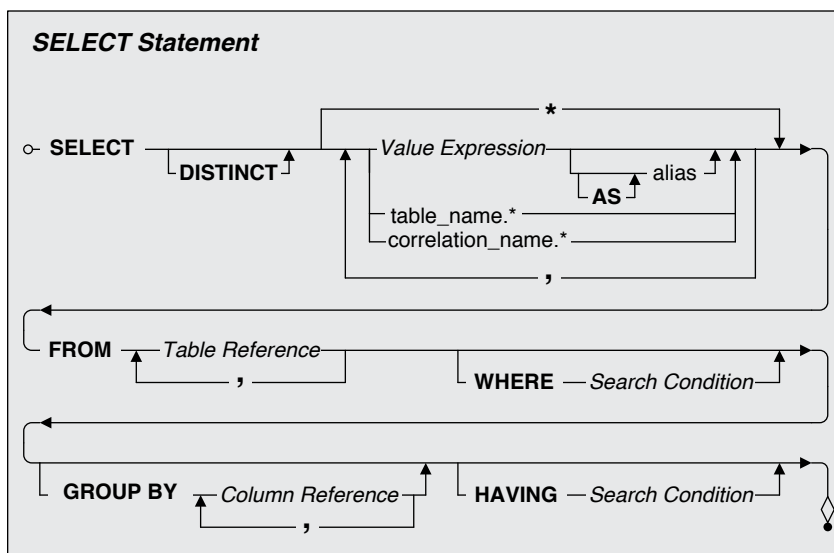 SELECT Statement
*
SELECT Value Expression
DISTINCT alias
AS
table_name.*
correlation_name.*
,
FROM Table Reference
, WHERE Search Condition
GROUP BY Column Reference HAVING Search Condition
,